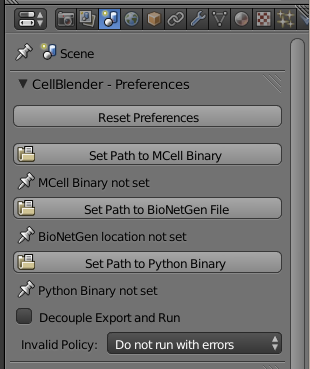 Scene
CellBlender - Preferences
Reset Preferences
Set Path to MCell Binary
MCell Binary not set
Set Path to BioNetGen File
BioNetGen location not set
Set Path to Python Binary
Python Binary not set
Decouple Export and Run
Invalid Policy: Do not run with errors